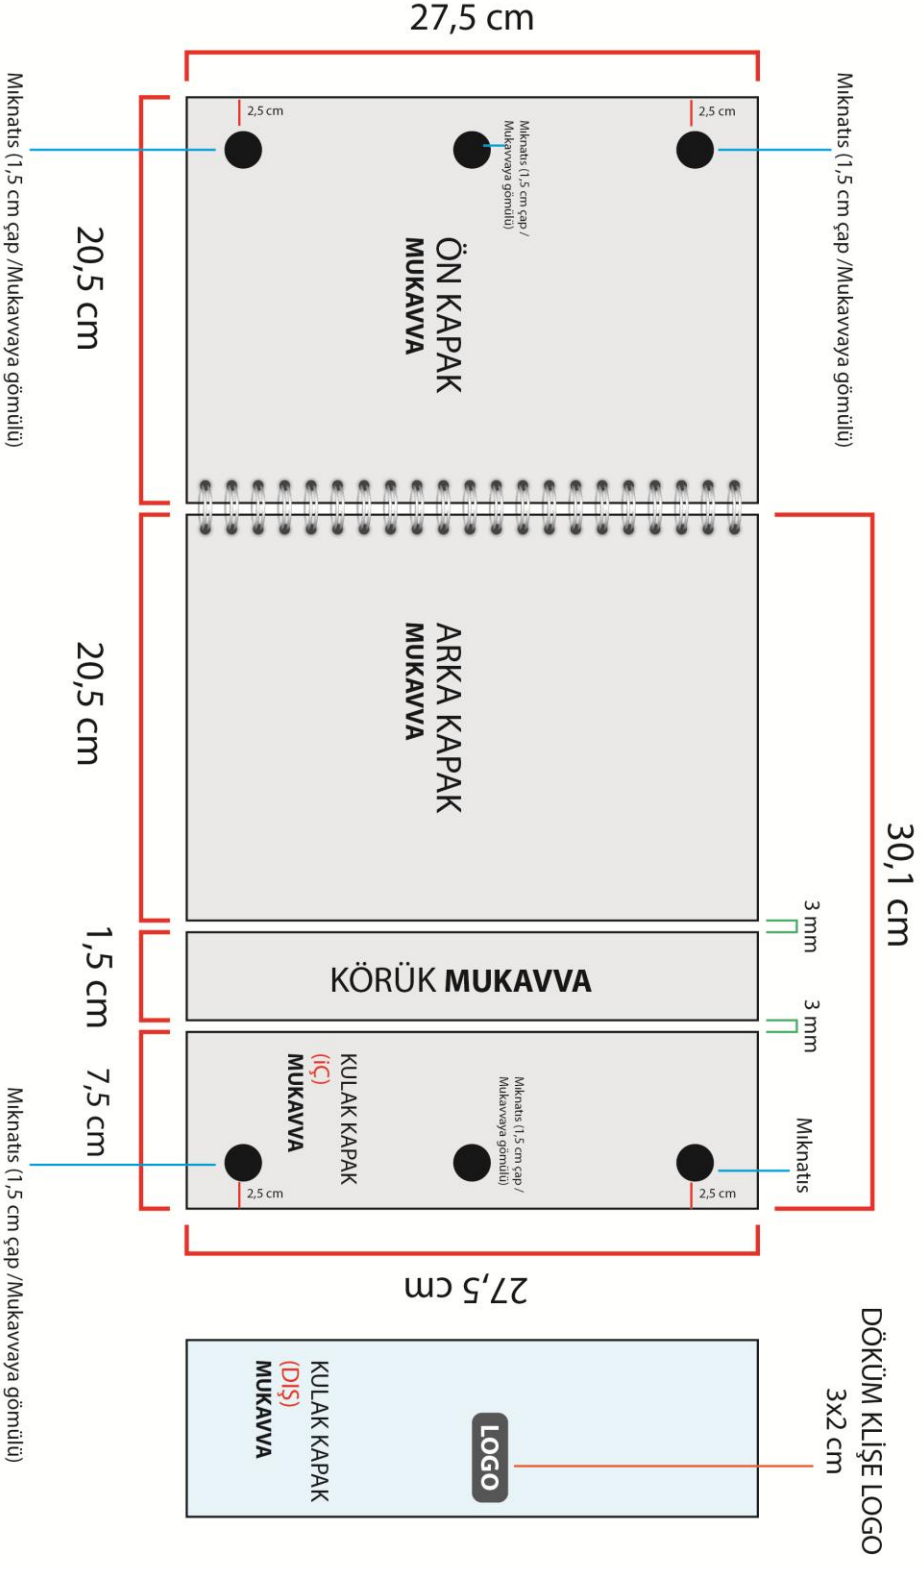 27,5 cm
Mıknatıs (1,5 cm çap /Mukavvaya gömülü)
2,5 cm
2,5 cm
Mıknatıs (1,5 cm çap /
Mukavvaya gömülü)
Mıknatıs (1,5 cm çap /Mukavvaya gömülü)
20,5 cm
ÖN KAPAK
MUKAVVA
20,5 cm
ARKA KAPAK
MUKAVVA
30,1 cm
3 mm
1,5 cm
KÖRÜK MUKAVVA
3 mm
7,5 cm
KULAK KAPAK
(İÇ)
MUKAVVA
Mıknatıs (1,5 cm çap /
Mukavvaya gömülü)
Mıknatıs
Mıknatıs (1,5 cm çap /Mukavvaya gömülü)
2,5 cm
2,5 cm
27,5 cm
DÖKÜM KLİŞE LOGO
3x2 cm
KULAK KAPAK
(DIŞ)
MUKAVVA
LOGO